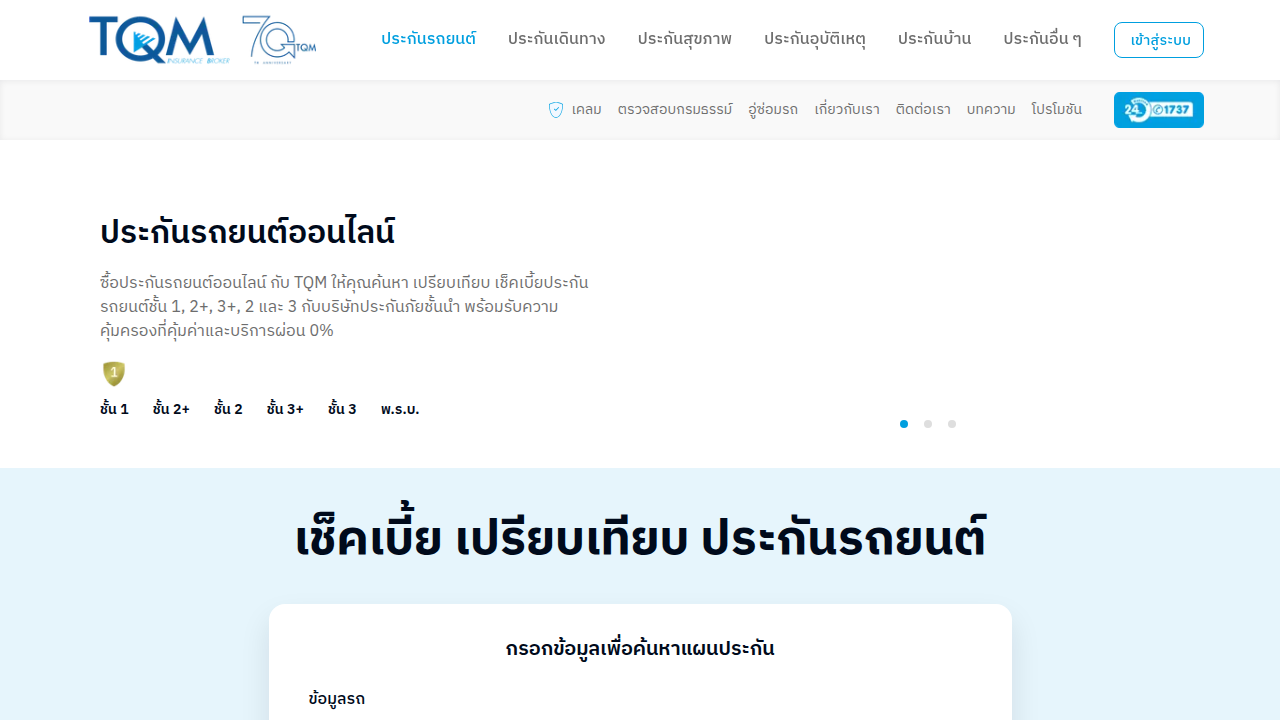 TQM INSURANCE BROKER 70 TQM 70 ANNIVERSARY
ประกันรถยนต์ ประกันเดินทาง ประกันสุขภาพ ประกันอุบัติเหตุ ประกันบ้าน ประกันอื่น ๆ เข้าสู่ระบบ
เคลม ตรวจสอบกรมธรรม์ อู่ซ่อมรถ เกี่ยวกับเรา ติดต่อเรา บทความ โปรโมชัน 24 1737
ประกันรถยนต์ออนไลน์
ซื้อประกันรถยนต์ออนไลน์ กับ TQM ให้คุณค้นหา เปรียบเทียบ เช็คเบี้ยประกัน
รถยนต์ชั้น 1, 2+, 3+, 2 และ 3 กับบริษัทประกันภัยชั้นนำ พร้อมรับความ
คุ้มครองที่คุ้มค่าและบริการผ่อน 0%
1
ชั้น 1 ชั้น 2+ ชั้น 2 ชั้น 3+ ชั้น 3 พ.ร.บ.
เช็คเบี้ย เปรียบเทียบ ประกันรถยนต์
กรอกข้อมูลเพื่อค้นหาแผนประกัน
ข้อมูลรถ